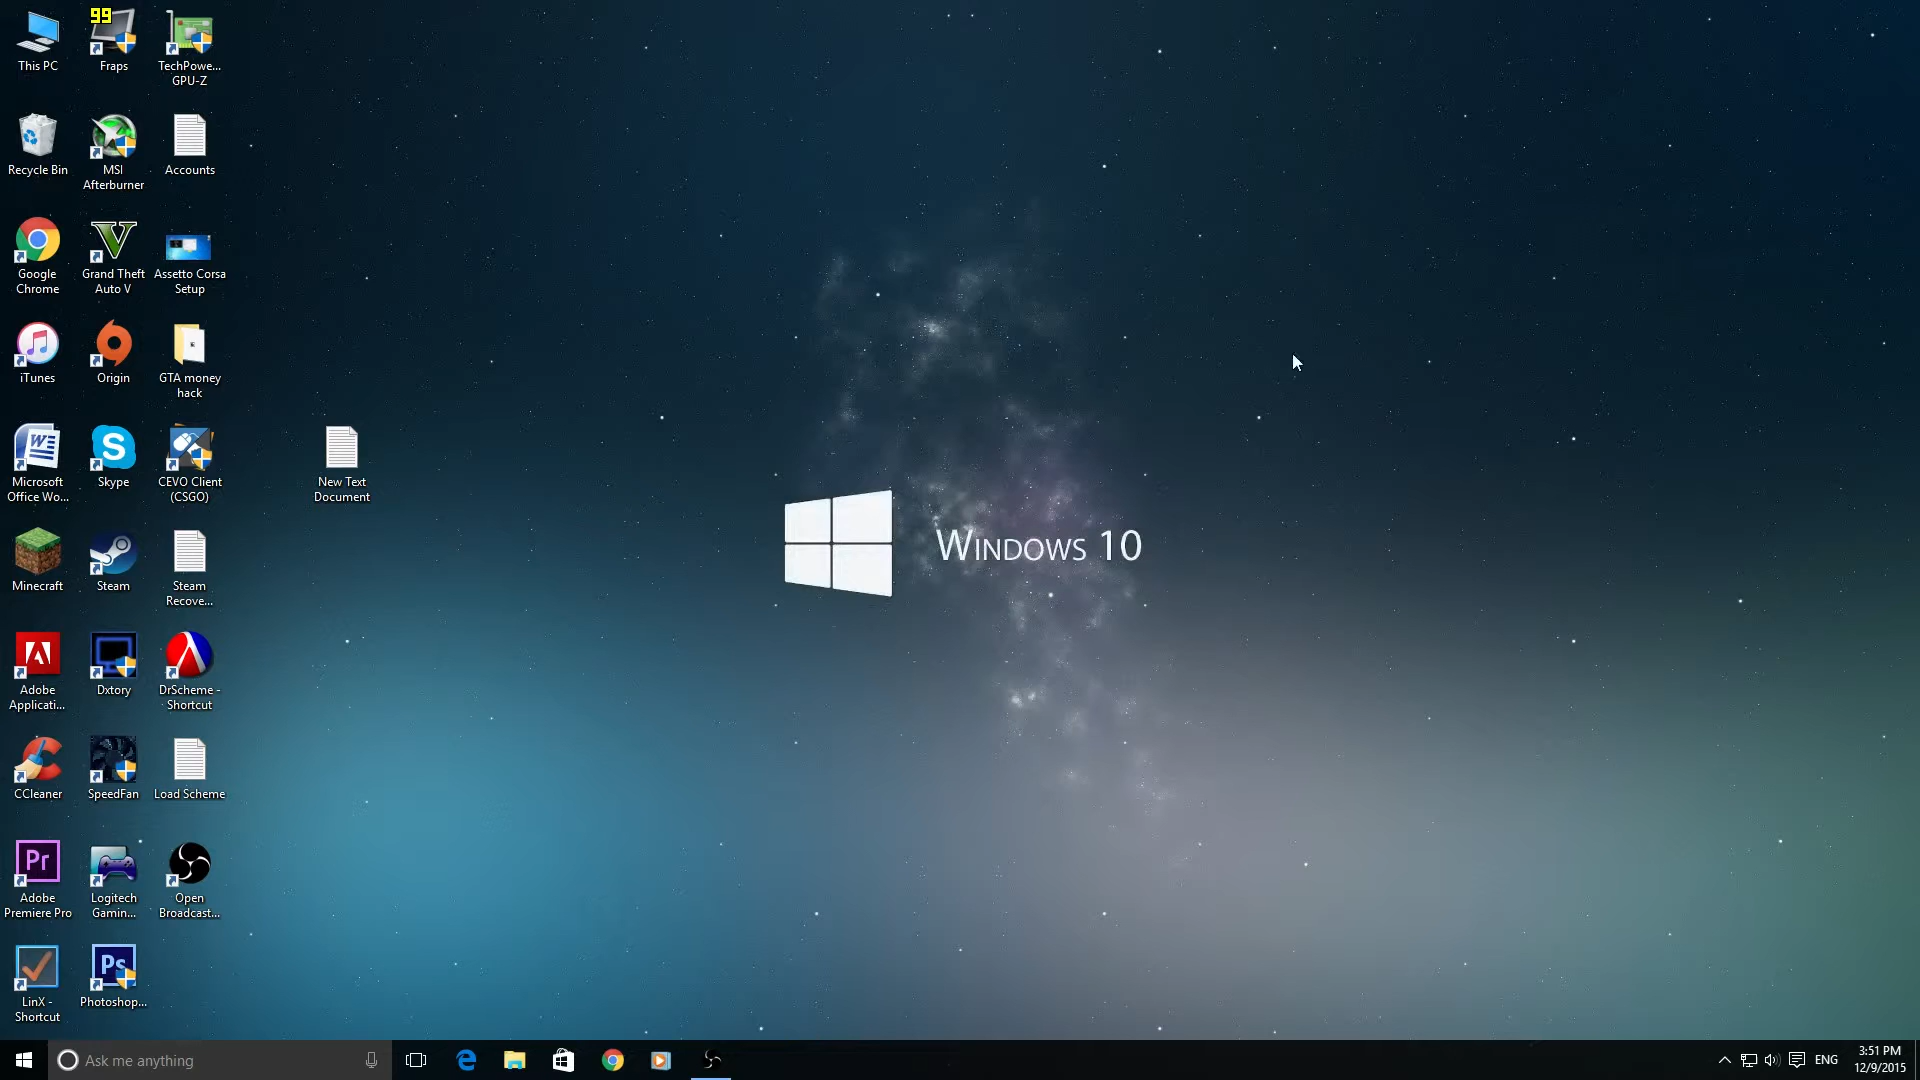 99
This PC
Fraps
TechPowe...
GPU-Z
Recycle Bin
MSI
Afterburner
Accounts
Google
Chrome
Grand Theft
Auto V
Assetto Corsa
Setup
iTunes
Origin
GTA money
hack
Microsoft
Office Wo...
Skype
CEVO Client
(CSGO)
New Text
Document
Minecraft
Steam
Steam
Recove...
Adobe
Applicati...
Dxtory
DrScheme -
Shortcut
CCleaner
SpeedFan
Load Scheme
Pr
Adobe
Premiere Pro
Logitech
Gamin...
Open
Broadcast...
LinX -
Shortcut
Ps
Photoshop...
Windows 10
Ask me anything
ENG
3:51 PM
12/9/2015